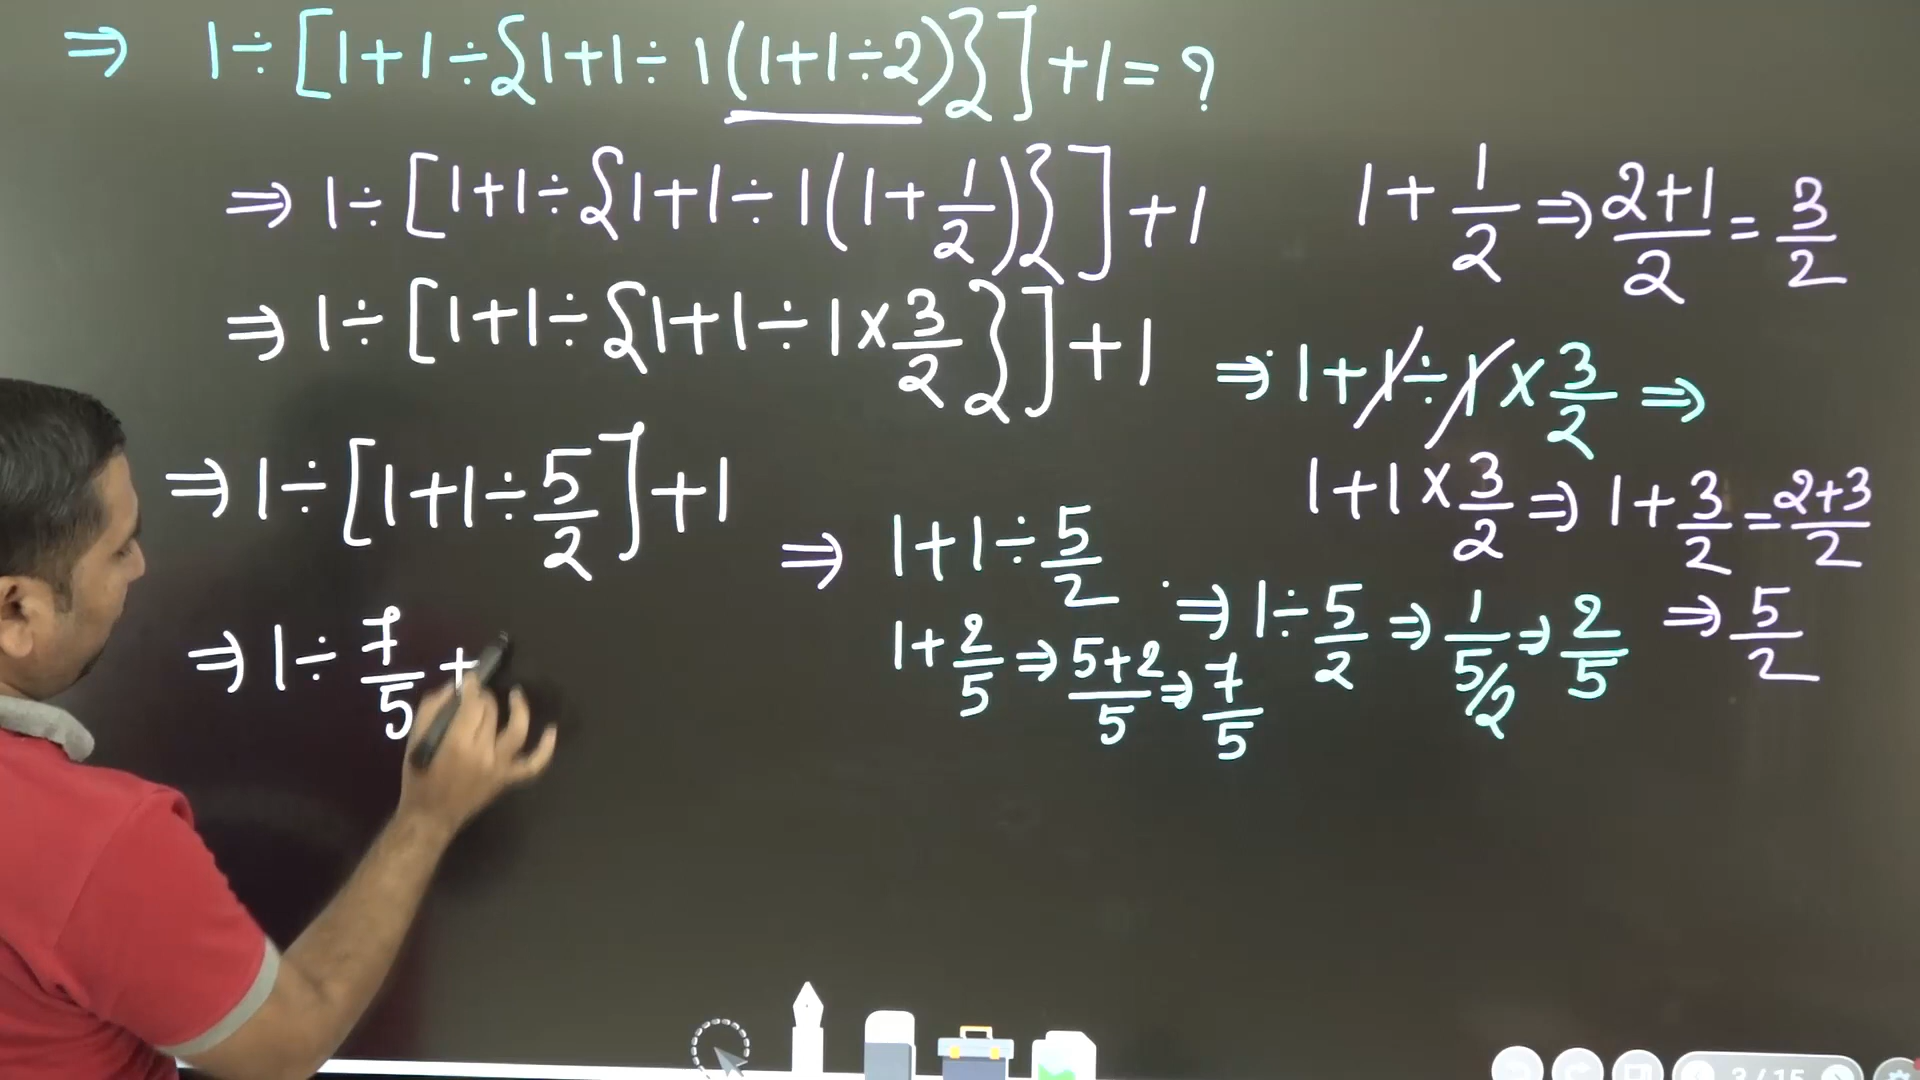 ⇒ 1÷[1+1÷{1+1÷1(1+1÷2)}]+1=?
⇒ 1÷[1+1÷{1+1÷1(1+1/2)}]+1
⇒ 1÷[1+1÷{1+1÷1×3/2}]+1
⇒ 1÷[1+1÷5/2]+1
⇒ 1÷7/5+
1+1/2 ⇒ 2+1/2 = 3/2
⇒ 1+1÷1×3/2 ⇒
1+1×3/2 ⇒ 1+3/2 = 2+3/2
⇒ 5/2
⇒ 1+1÷5/2
⇒ 1÷5/2 ⇒ 1/5/2 ⇒ 2/5
1+2/5 ⇒ 5+2/5 ⇒ 7/5
3/15